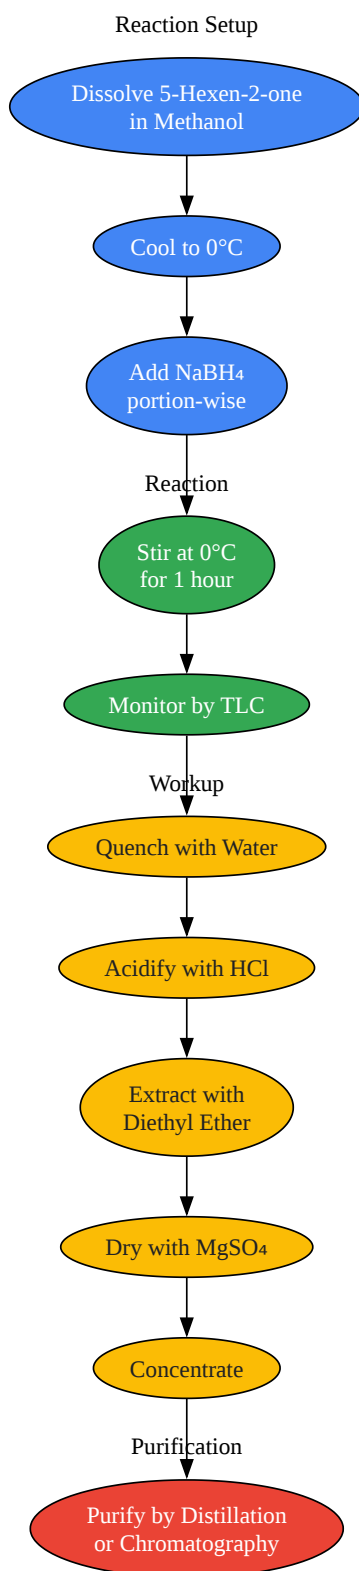 Reaction Setup
Dissolve 5-Hexen-2-one
in Methanol
Cool to 0°C
Add NaBH₄
portion-wise
Reaction
Stir at 0°C
for 1 hour
Monitor by TLC
Workup
Quench with Water
Acidify with HCl
Extract with
Diethyl Ether
Dry with MgSO₄
Concentrate
Purification
Purify by Distillation
or Chromatography